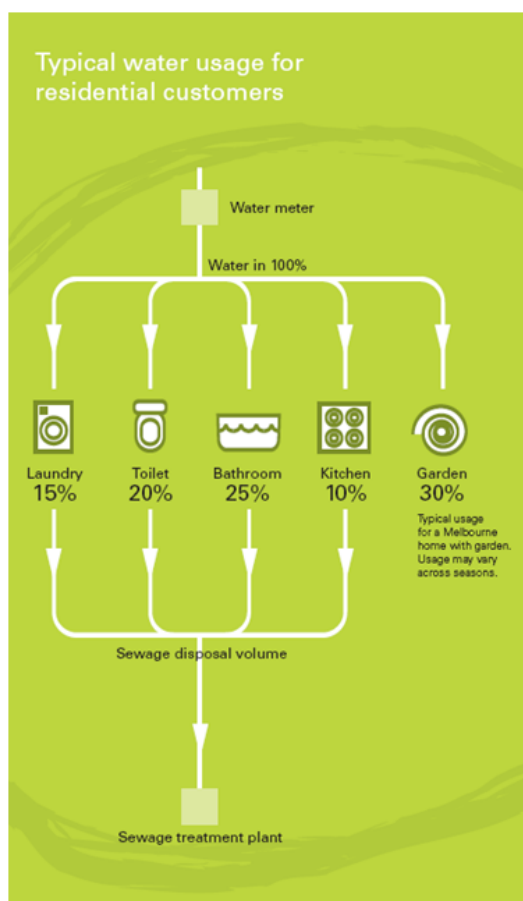 Typical water usage for
residential customers
Water meter
Water in 100%
Laundry
15%
Toilet
20%
Bathroom
25%
Kitchen
10%
Garden
30%
Typical usage
for a Melbourne
home with garden.
Usage may vary
across seasons.
Sewage disposal volume
Sewage treatment plant